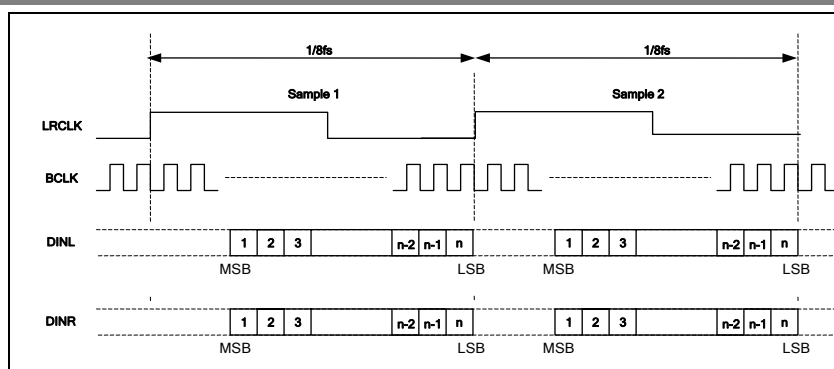 1/8fs 1/8fs
Sample 1 Sample 2
LRCLK
BCLK
DINL 1 2 3 n-2 n-1 n 1 2 3 n-2 n-1 n
MSB LSB MSB LSB
DINR 1 2 3 n-2 n-1 n 1 2 3 n-2 n-1 n
MSB LSB MSB LSB